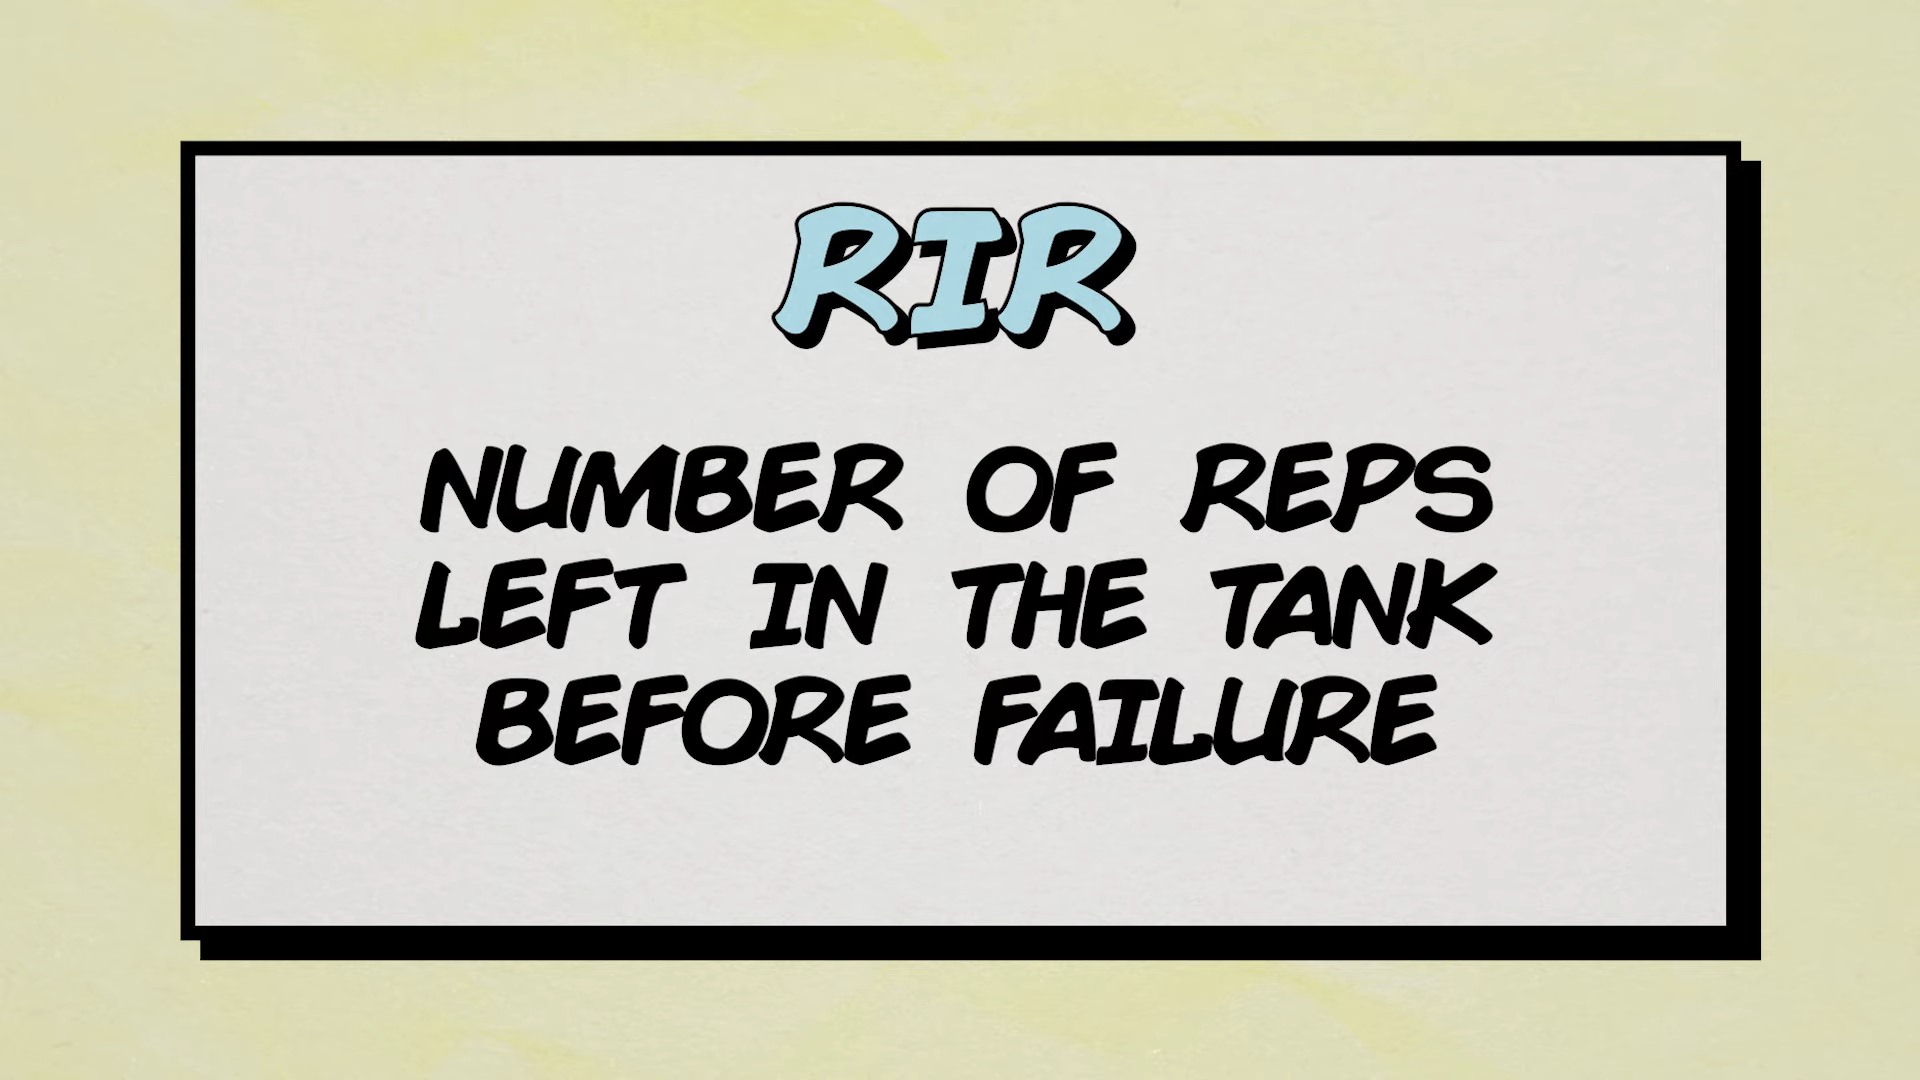 RIR
NUMBER OF REPS
LEFT IN THE TANK
BEFORE FAILURE